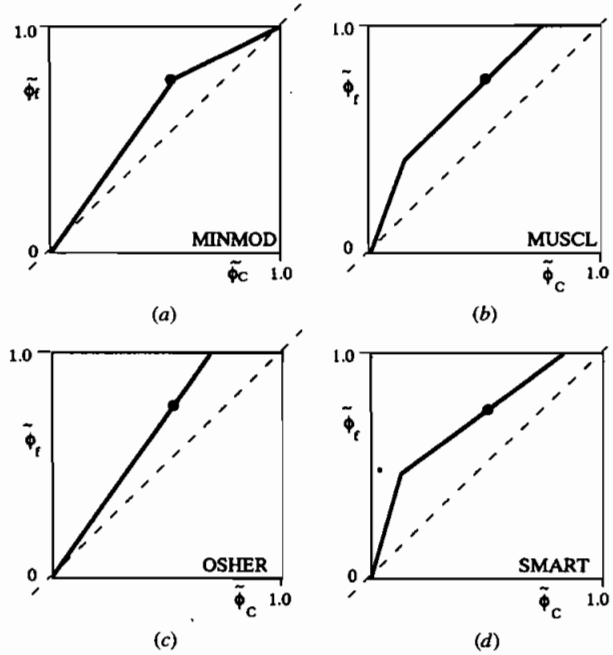 1.0
ϕ̃f
0
MINMOD
ϕ̃C
1.0
(a)
1.0
ϕ̃f
0
MUSCL
ϕ̃C
1.0
(b)
1.0
ϕ̃f
0
OSHER
ϕ̃C
1.0
(c)
1.0
ϕ̃f
0
SMART
ϕ̃C
1.0
(d)